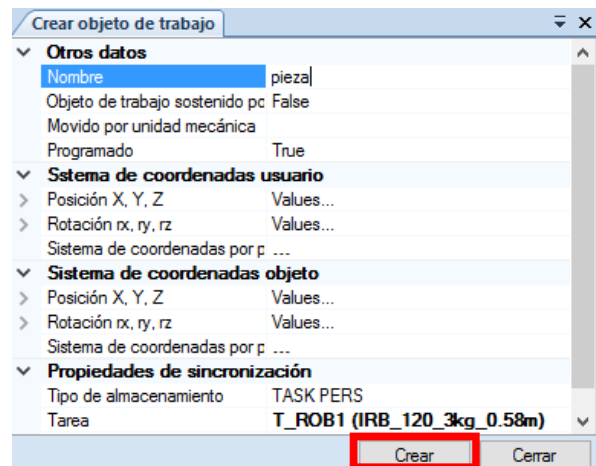 Crear objeto de trabajo
Otros datos
Nombre pieza
Objeto de trabajo sostenido po False
Movido por unidad mecánica
Programado True
Sstema de coordenadas usuario
Posición X, Y, Z Values...
Rotación rx, ry, rz Values...
Sistema de coordenadas por p ...
Sistema de coordenadas objeto
Posición X, Y, Z Values...
Rotación rx, ry, rz Values...
Sistema de coordenadas por p ...
Propiedades de sincronización
Tipo de almacenamiento TASK PERS
Tarea T_ROB1 (IRB_120_3kg_0.58m)
Crear Cerrar